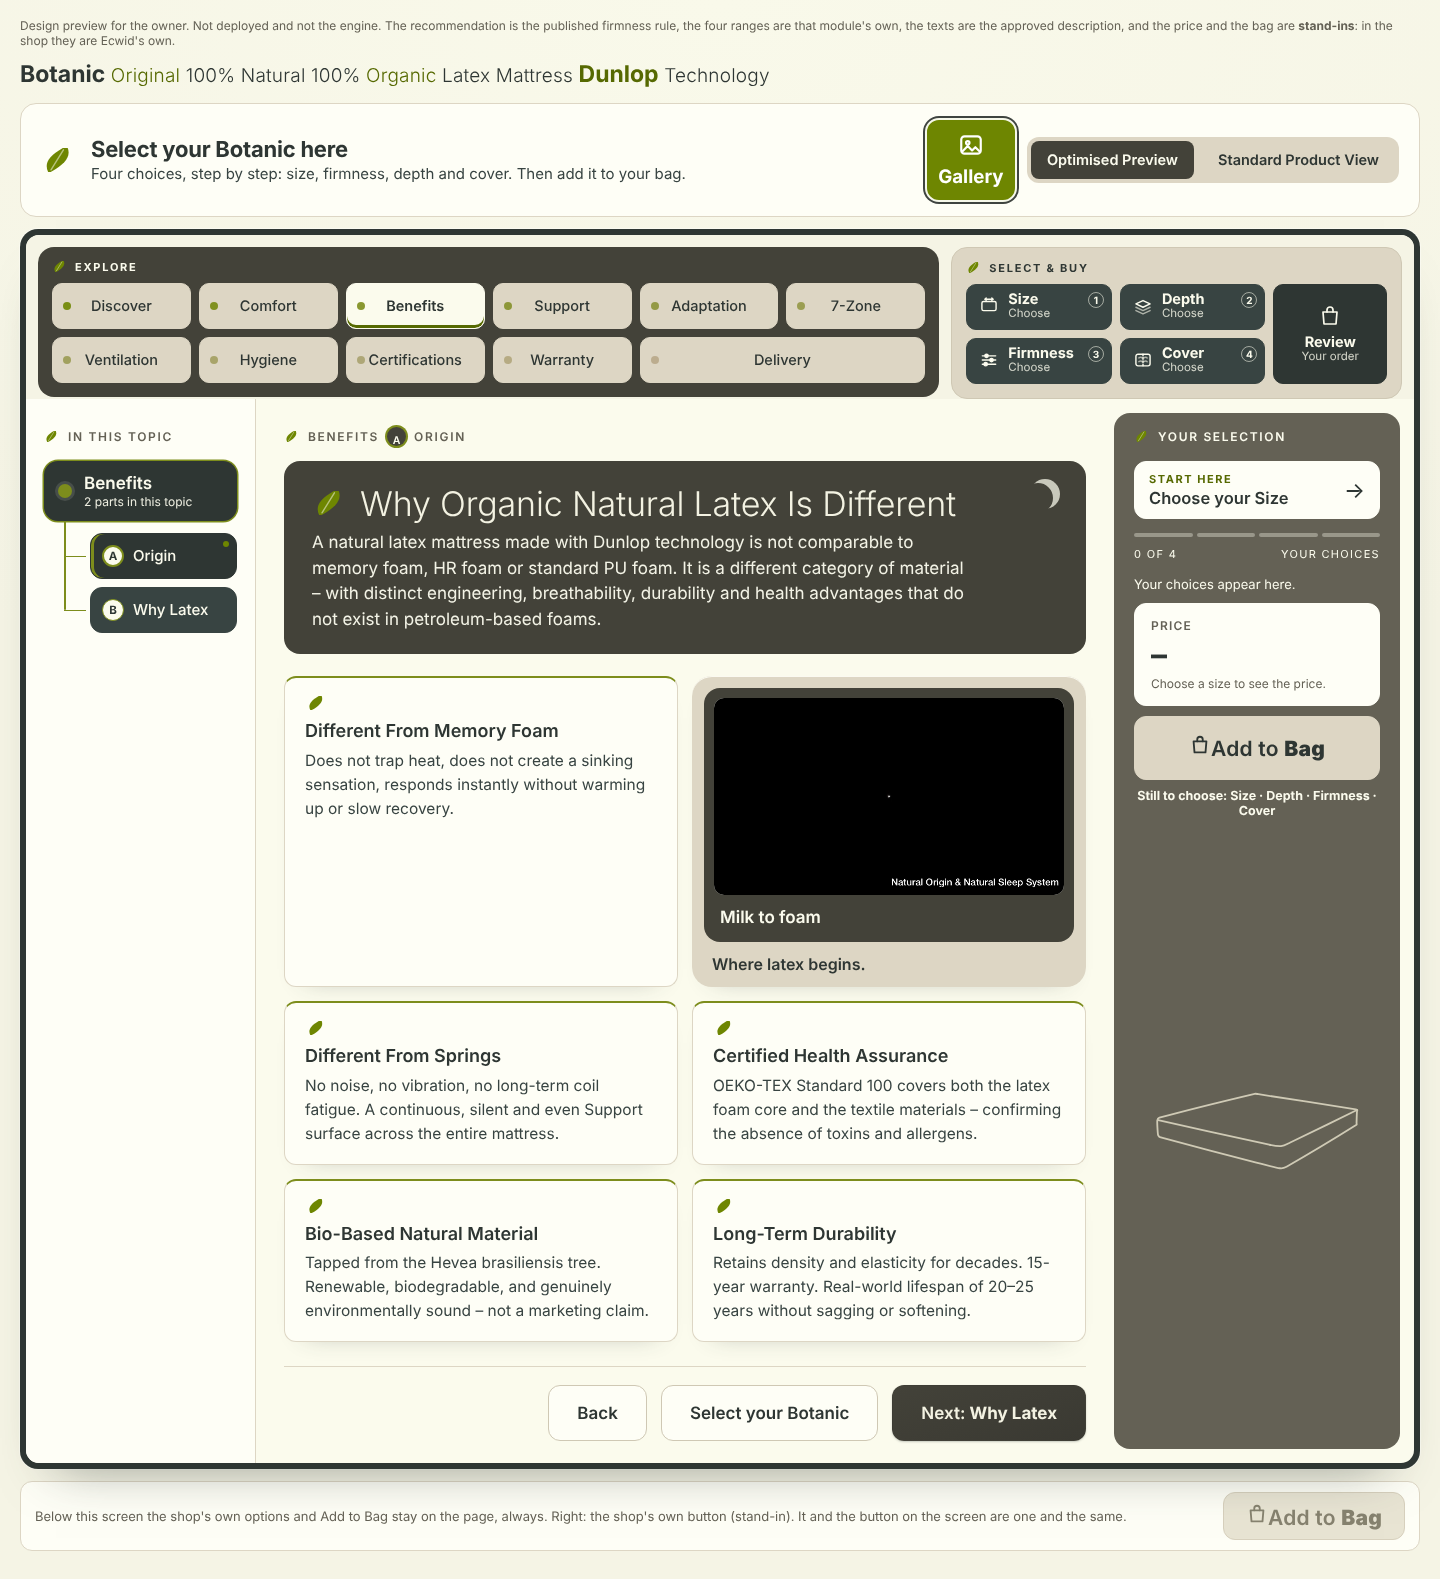 Design preview for the owner. Not deployed and not the engine. The recommendation is the published firmness rule, the four ranges are that module's own, the texts are the approved description, and the price and the bag are stand-ins: in the
shop they are Ecwid's own.
Botanic Original 100% Natural 100% Organic Latex Mattress Dunlop Technology
Select your Botanic here
Four choices, step by step: size, firmness, depth and cover. Then add it to your bag.
Gallery
Optimised Preview
Standard Product View
EXPLORE
Discover
Comfort
Benefits
Support
Adaptation
7-Zone
Ventilation
Hygiene
Certifications
Warranty
Delivery
SELECT & BUY
Size
Choose
1
Depth
Choose
2
Firmness
Choose
3
Cover
Choose
4
Review
Your order
IN THIS TOPIC
Benefits
2 parts in this topic
A Origin
B Why Latex
BENEFITS A ORIGIN
Why Organic Natural Latex Is Different
A natural latex mattress made with Dunlop technology is not comparable to
memory foam, HR foam or standard PU foam. It is a different category of material
– with distinct engineering, breathability, durability and health advantages that do
not exist in petroleum-based foams.
Different From Memory Foam
Does not trap heat, does not create a sinking
sensation, responds instantly without warming
up or slow recovery.
Natural Origin & Natural Sleep System
Milk to foam
Where latex begins.
Different From Springs
No noise, no vibration, no long-term coil
fatigue. A continuous, silent and even Support
surface across the entire mattress.
Certified Health Assurance
OEKO-TEX Standard 100 covers both the latex
foam core and the textile materials – confirming
the absence of toxins and allergens.
Bio-Based Natural Material
Tapped from the Hevea brasiliensis tree.
Renewable, biodegradable, and genuinely
environmentally sound – not a marketing claim.
Long-Term Durability
Retains density and elasticity for decades. 15-
year warranty. Real-world lifespan of 20–25
years without sagging or softening.
Back
Select your Botanic
Next: Why Latex
YOUR SELECTION
START HERE
Choose your Size
0 OF 4
YOUR CHOICES
Your choices appear here.
PRICE
–
Choose a size to see the price.
Add to Bag
Still to choose: Size · Depth · Firmness ·
Cover
Below this screen the shop's own options and Add to Bag stay on the page, always. Right: the shop's own button (stand-in). It and the button on the screen are one and the same.
Add to Bag